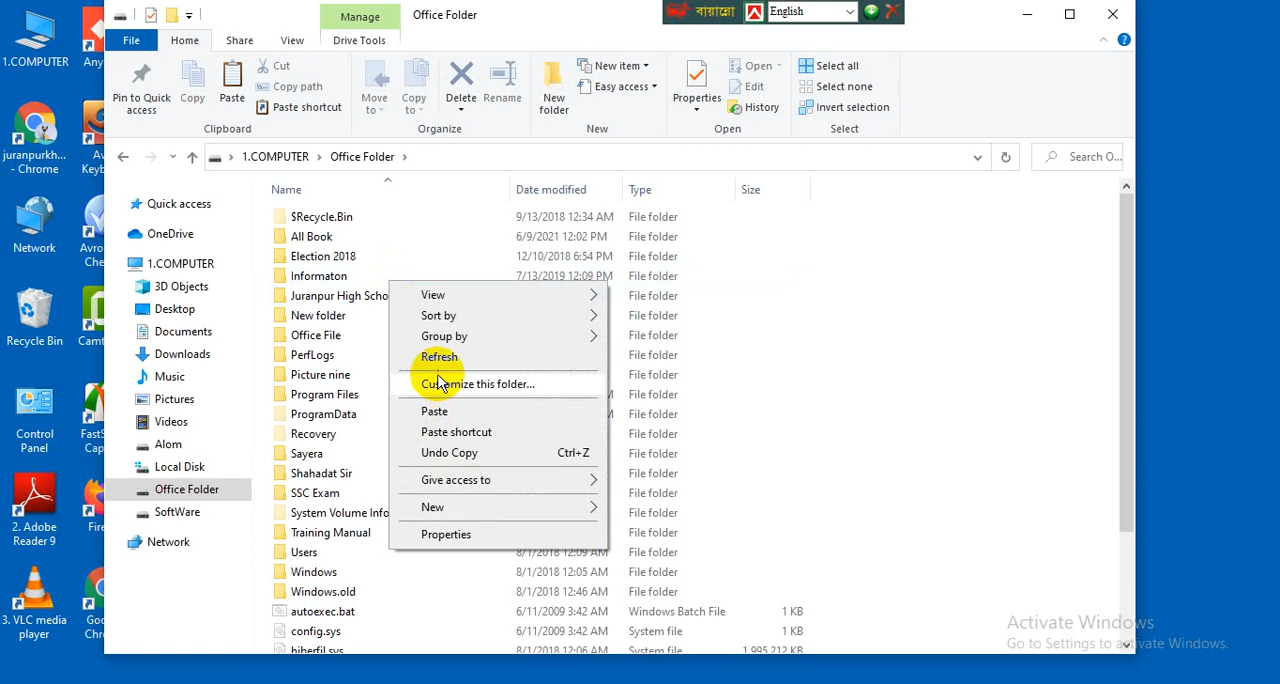 1.COMPUTER
Any
juranpurkh...
- Chrome
Av
Keyb
Network
Avro
Che
Recycle Bin
Camt
Control
Panel
FastS
Cap
2. Adobe
Reader 9
Fire
3. VLC media
player
Goo
Chr
Manage
Office Folder
বায়ান্নো
English
File
Home
Share
View
Drive Tools
Pin to Quick
access
Copy
Paste
Cut
Copy path
Paste shortcut
Clipboard
Move
to
Copy
to
Delete
Rename
Organize
New
folder
New item
Easy access
New
Properties
Open
Edit
History
Open
Select all
Select none
Invert selection
Select
1.COMPUTER > Office Folder >
Search O...
Quick access
OneDrive
1.COMPUTER
3D Objects
Desktop
Documents
Downloads
Music
Pictures
Videos
Alom
Local Disk
Office Folder
SoftWare
Network
Name Date modified Type Size
$Recycle.Bin 9/13/2018 12:34 AM File folder
All Book 6/9/2021 12:02 PM File folder
Election 2018 12/10/2018 6:54 PM File folder
Informaton 7/13/2019 12:09 PM File folder
Juranpur High Scho File folder
New folder File folder
Office File File folder
PerfLogs File folder
Picture nine File folder
Program Files M File folder
ProgramData M File folder
Recovery File folder
Sayera File folder
Shahadat Sir File folder
SSC Exam File folder
System Volume Info File folder
Training Manual File folder
Users 8/1/2018 12:09 AM File folder
Windows 8/1/2018 12:05 AM File folder
Windows.old 8/1/2018 12:46 AM File folder
autoexec.bat 6/11/2009 3:42 AM Windows Batch File 1 KB
config.sys 6/11/2009 3:42 AM System file 1 KB
hiberfil.sys 8/1/2018 12:06 AM System file 1,995,212 KB
View
Sort by
Group by
Refresh
Customize this folder...
Paste
Paste shortcut
Undo Copy Ctrl+Z
Give access to
New
Properties
Activate Windows
Go to Settings to activate Windows.